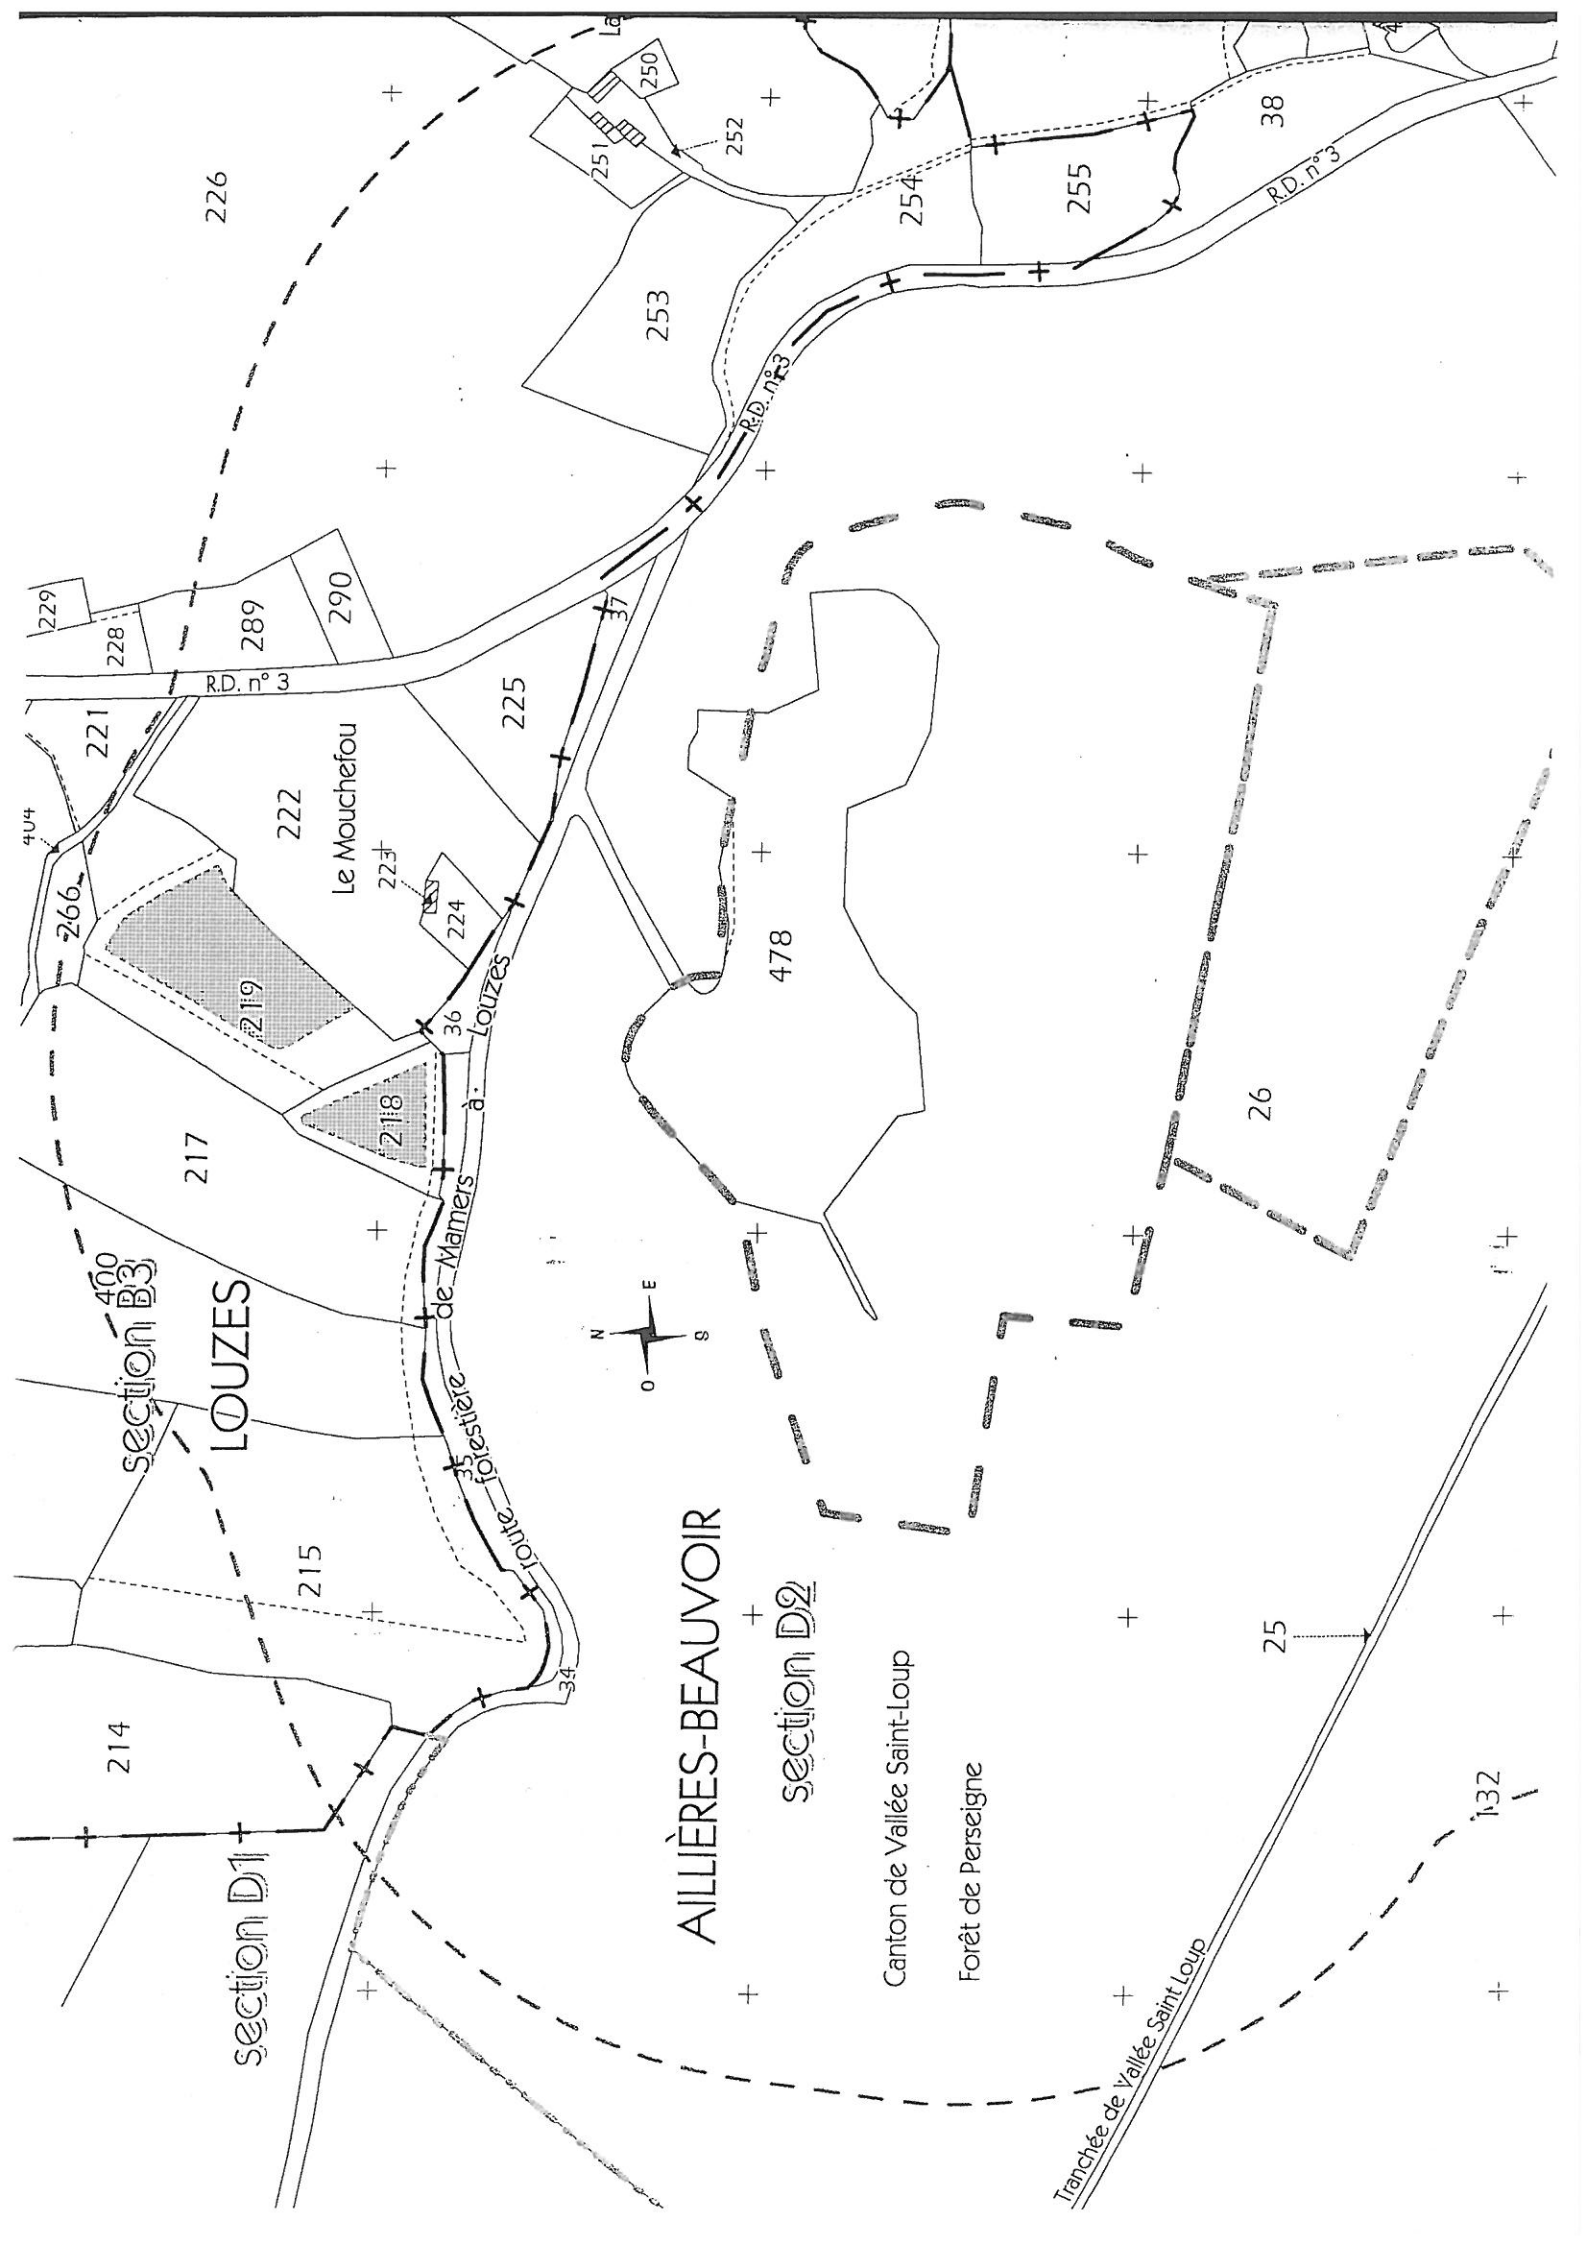 La
250
251
252
226
38
254
255
R.D. n° 3
253
R.D. n° 3
229
228
289
290
37
R.D. n° 3
221
225
404
222
Le Mouchefou
223
224
266
219
36
478
218
217
26
400
section B3
LOUZES
route forestière de Mamers à Louzes
N
E
S
O
35
215
34
214
AILLIÈRES-BEAUVOIR
section D2
Canton de Vallée Saint-Loup
Forêt de Perseigne
section D1
25
132
Tranchée de Vallée Saint Loup